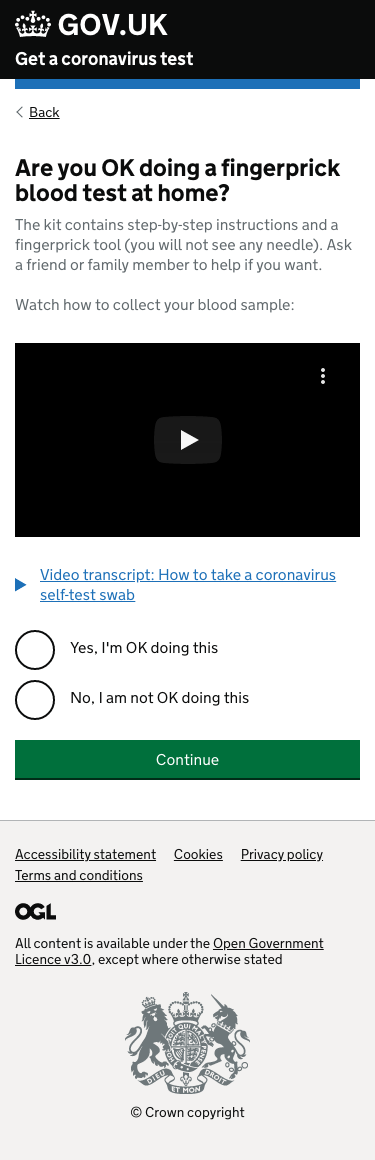 GOV.UK
Get a coronavirus test
Back
Are you OK doing a fingerprick
blood test at home?
The kit contains step-by-step instructions and a
fingerprick tool (you will not see any needle). Ask
a friend or family member to help if you want.
Watch how to collect your blood sample:
Video transcript: How to take a coronavirus
self-test swab
Yes, I'm OK doing this
No, I am not OK doing this
Continue
Accessibility statement Cookies Privacy policy
Terms and conditions
OGL
All content is available under the Open Government
Licence v3.0, except where otherwise stated
DIEU ET MON DROIT
© Crown copyright